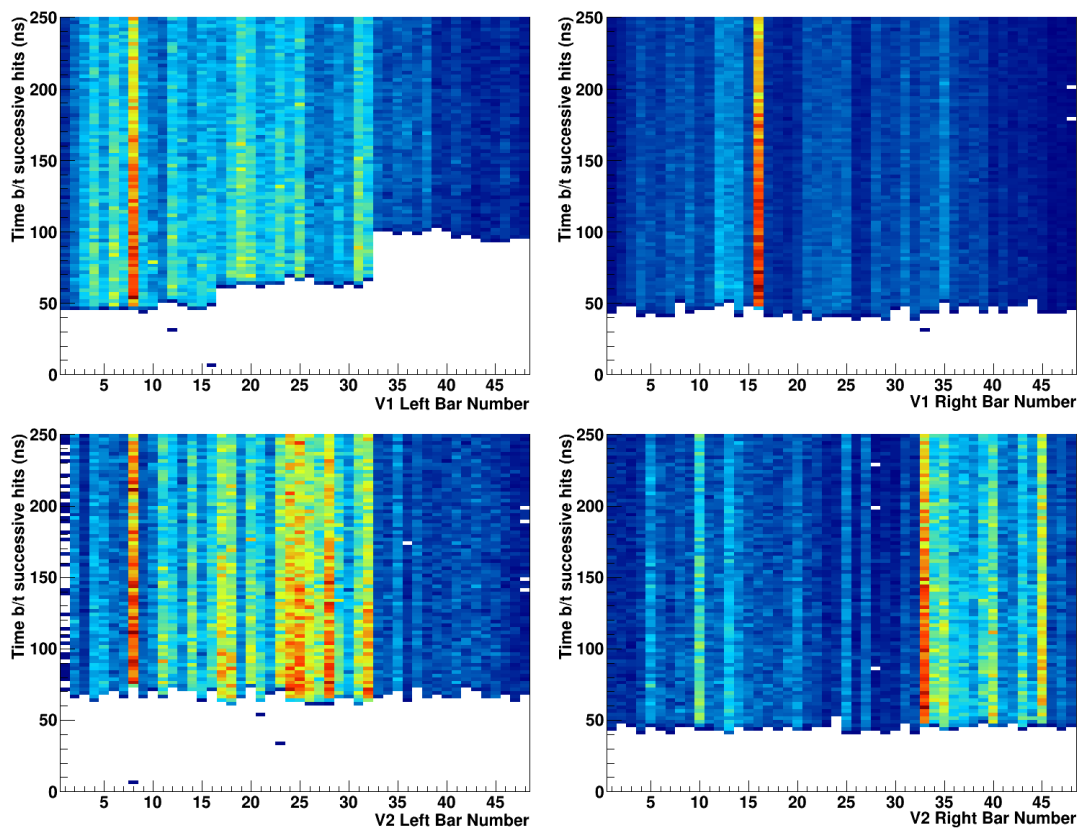 Time b/t successive hits (ns)
250
200
150
100
50
0
5 10 15 20 25 30 35 40 45
V1 Left Bar Number
Time b/t successive hits (ns)
250
200
150
100
50
0
5 10 15 20 25 30 35 40 45
V1 Right Bar Number
Time b/t successive hits (ns)
250
200
150
100
50
0
5 10 15 20 25 30 35 40 45
V2 Left Bar Number
Time b/t successive hits (ns)
250
200
150
100
50
0
5 10 15 20 25 30 35 40 45
V2 Right Bar Number